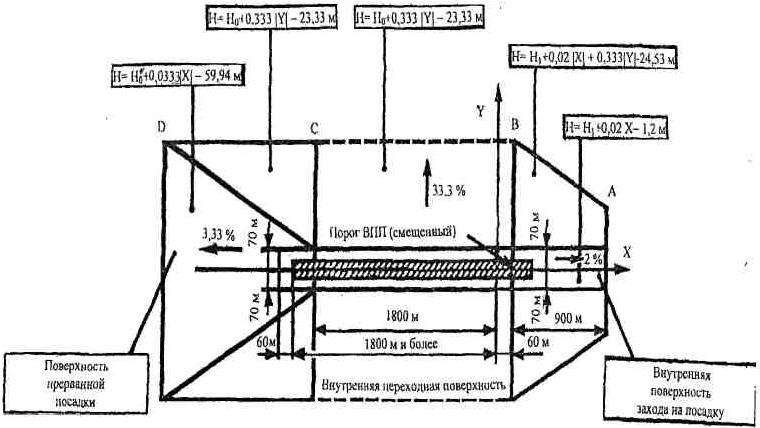 H= H₀+0,333 |Y| – 23,33 м
H= H₀+0,333 |Y| – 23,33 м
H= H₁+0,02 |X| + 0,333|Y|-24,53 м
H= H₀″+0,0333|X| – 59,94 м
H= H₁+0,02 X– 1,2 м
Y
D
C
B
A
33,3 %
3,33 %
70 м
Порог ВПП (смещенный)
70 м
X
2 %
70 м
70 м
1800 м
900 м
60м
1800 м и более
60 м
Поверхность
прерванной
посадки
Внутренняя переходная поверхность
Внутренняя
поверхность
захода на посадку